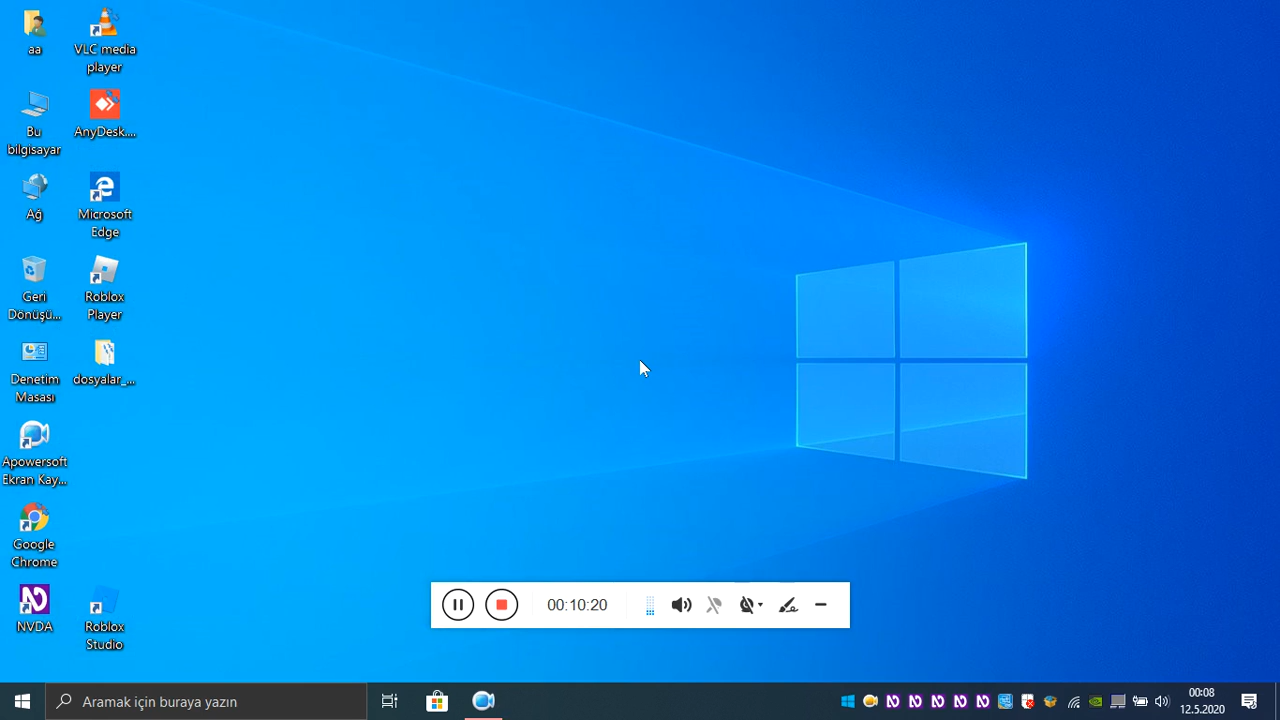 aa
VLC media
player
Bu
bilgisayar
AnyDesk....
Ağ
Microsoft
Edge
Geri
Dönüşü...
Roblox
Player
Denetim
Masası
dosyalar_...
Apowersoft
Ekran Kay...
Google
Chrome
NVDA
Roblox
Studio
00:10:20
Aramak için buraya yazın
00:08
12.5.2020